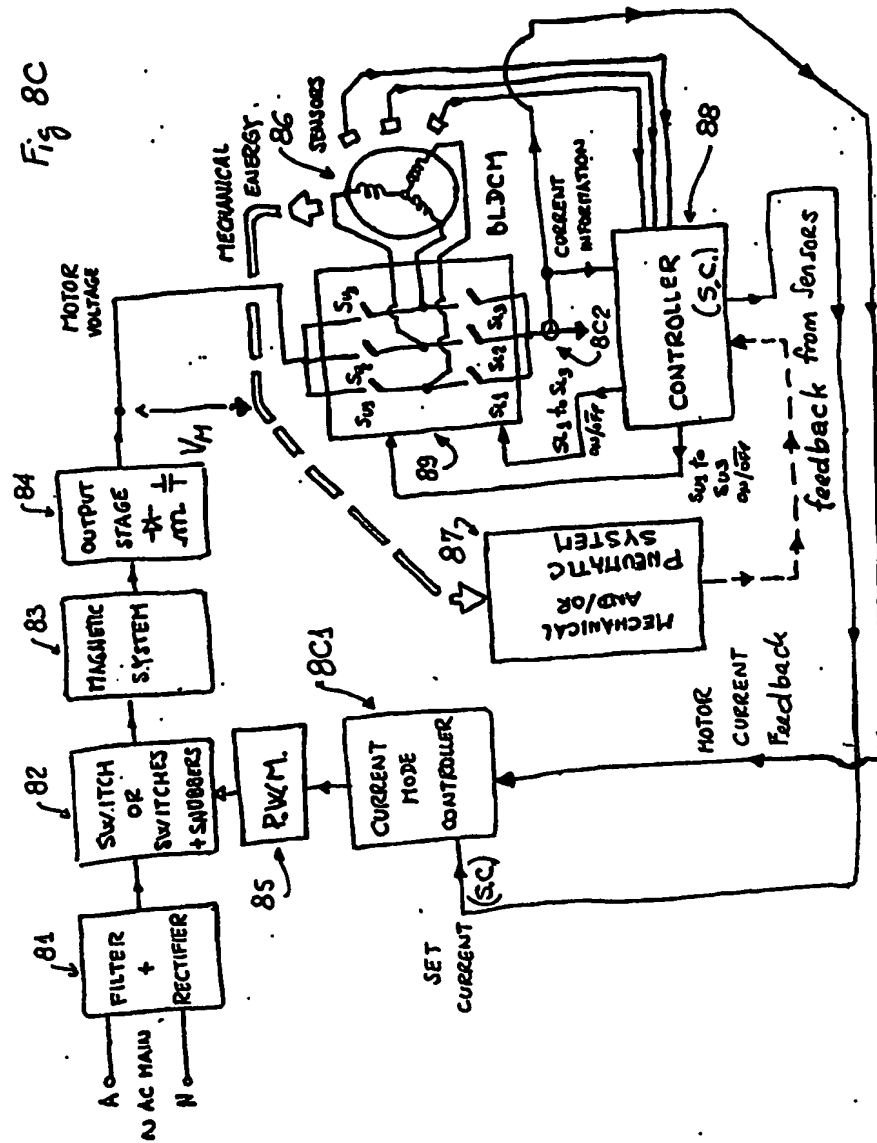 Fig 8C
A
~ AC MAIN
N
81
FILTER
+
RECTIFIER
82
SWITCH
OR
SWITCHES
+ SNUBBERS
83
MAGNETIC
SYSTEM
84
OUTPUT
STAGE
VM
MOTOR
VOLTAGE
MECHANICAL
ENERGY.
86
SENSORS
85
P.W.M.
8C1
CURRENT
MODE
CONTROLLER
SET
CURRENT
(S.C)
87
MECHANICAL
AND/OR
PNEUMATIC
SYSTEM
89
SU3
SU2
SU3
SL1
SL2
SL3
BLDCM
SL1 to SL3
ON/OFF
8C2
CURRENT
INFORMATION
88
CONTROLLER
(S.C.)
SU3 to
SU3
ON/OFF
MOTOR
CURRENT
Feedback
feedback from sensors